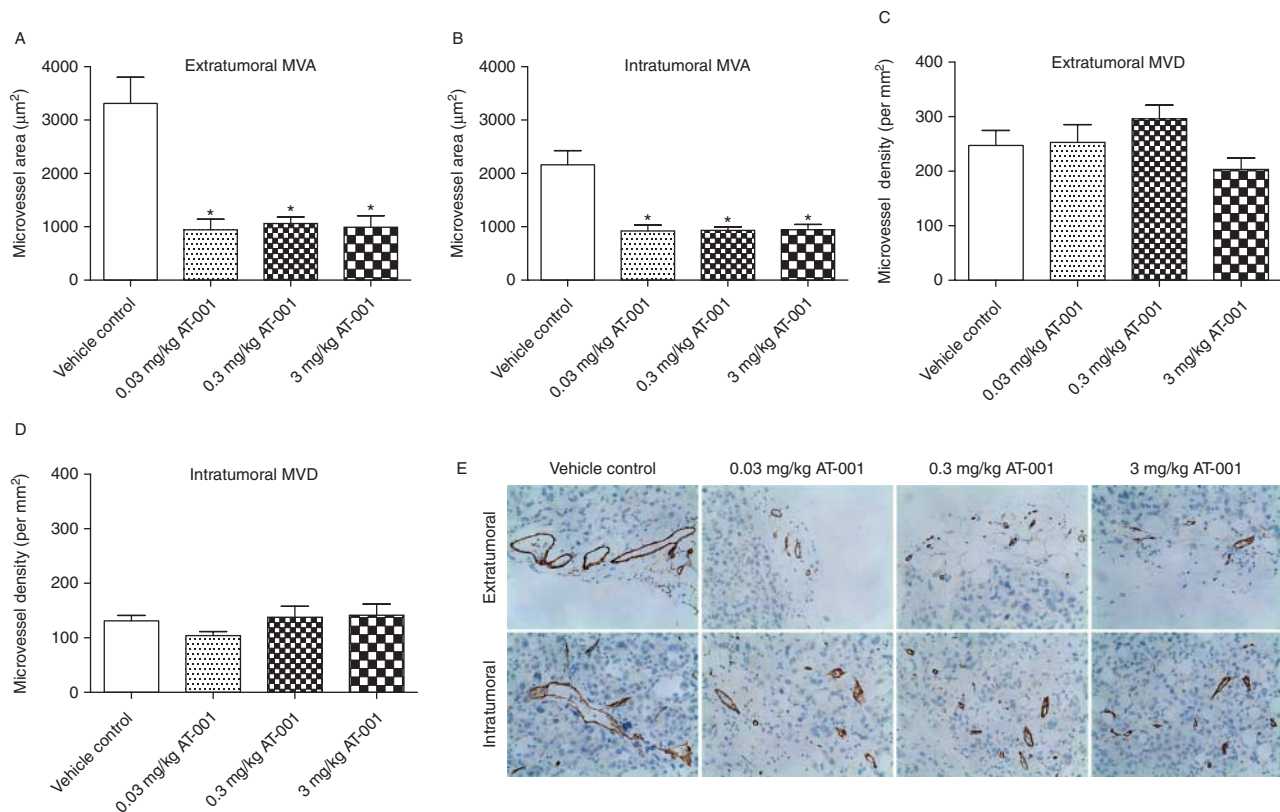 A
Extratumoral MVA
Microvessel area (μm²)
4000
3000
2000
1000
0
*
*
*
Vehicle control
0.03 mg/kg AT-001
0.3 mg/kg AT-001
3 mg/kg AT-001
B
Intratumoral MVA
Microvessel area (μm²)
4000
3000
2000
1000
0
*
*
*
Vehicle control
0.03 mg/kg AT-001
0.3 mg/kg AT-001
3 mg/kg AT-001
C
Extratumoral MVD
Microvessel density (per mm²)
400
300
200
100
0
Vehicle control
0.03 mg/kg AT-001
0.3 mg/kg AT-001
3 mg/kg AT-001
D
Intratumoral MVD
Microvessel density (per mm²)
400
300
200
100
0
Vehicle control
0.03 mg/kg AT-001
0.3 mg/kg AT-001
3 mg/kg AT-001
E
Vehicle control
0.03 mg/kg AT-001
0.3 mg/kg AT-001
3 mg/kg AT-001
Extratumoral
Intratumoral